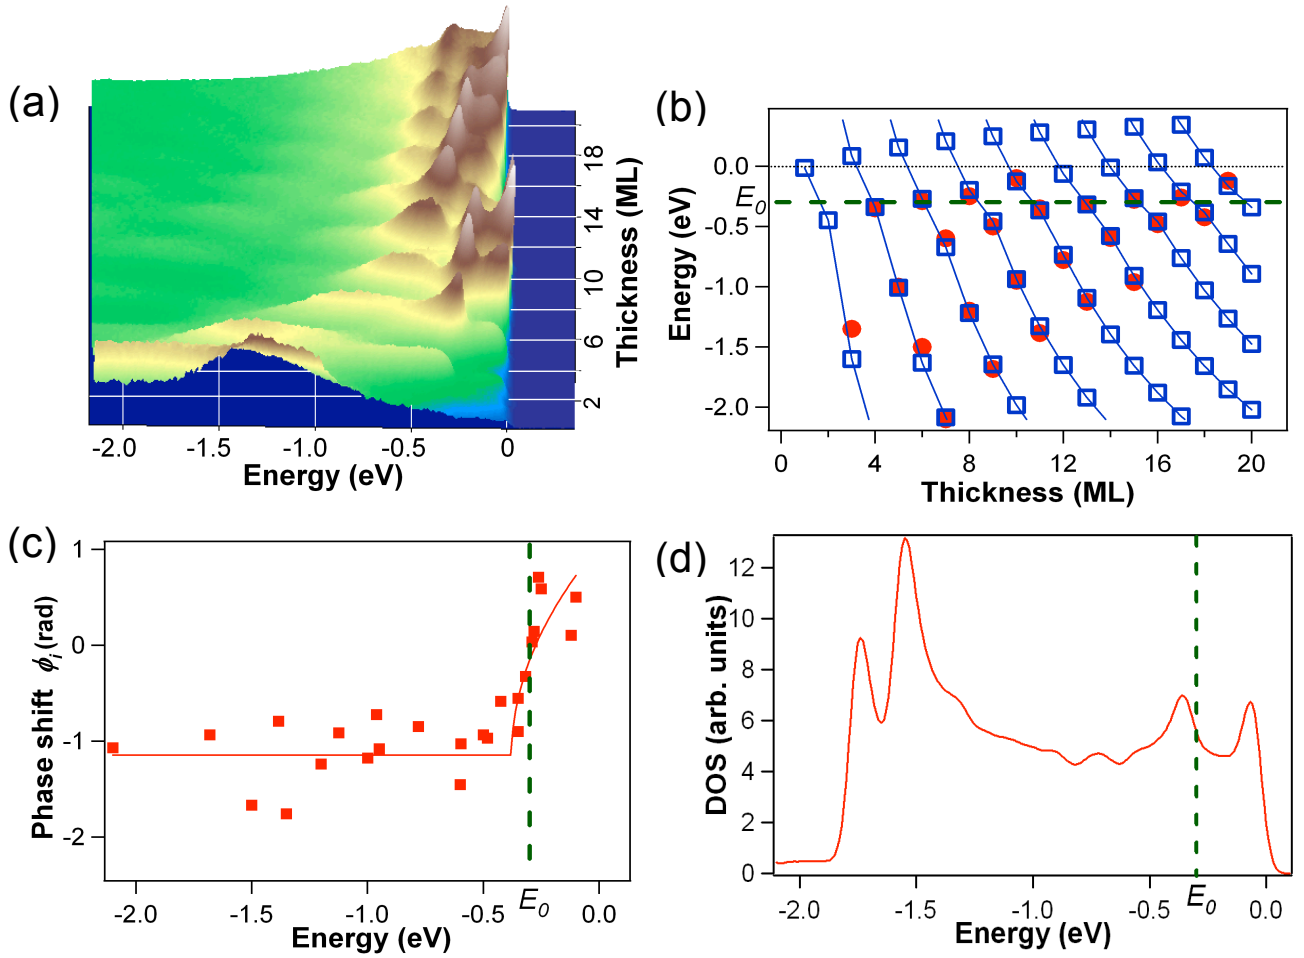 (a)
18
14
10
6
2
Thickness (ML)
-2.0 -1.5 -1.0 -0.5 0
Energy (eV)
(b)
0.0
E0
-0.5
-1.0
-1.5
-2.0
Energy (eV)
0 4 8 12 16 20
Thickness (ML)
(c)
1
0
-1
-2
Phase shift ϕi (rad)
-2.0 -1.5 -1.0 -0.5 E0 0.0
Energy (eV)
(d)
12
10
8
6
4
2
0
DOS (arb. units)
-2.0 -1.5 -1.0 -0.5 E0 0.0
Energy (eV)